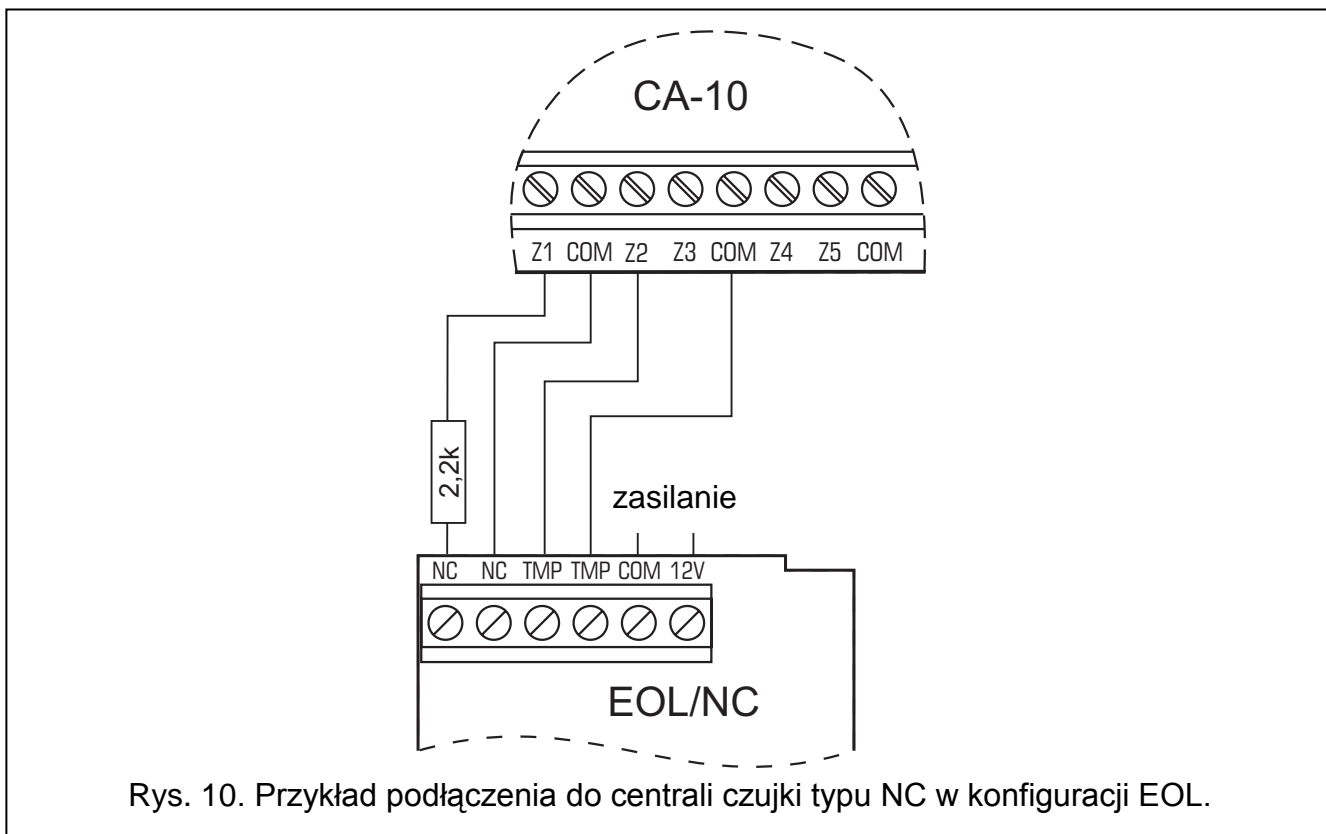 CA-10
Z1 COM Z2 Z3 COM Z4 Z5 COM
2,2k
zasilanie
NC NC TMP TMP COM 12V
EOL/NC
Rys. 10. Przykład podłączenia do centrali czujki typu NC w konfiguracji EOL.